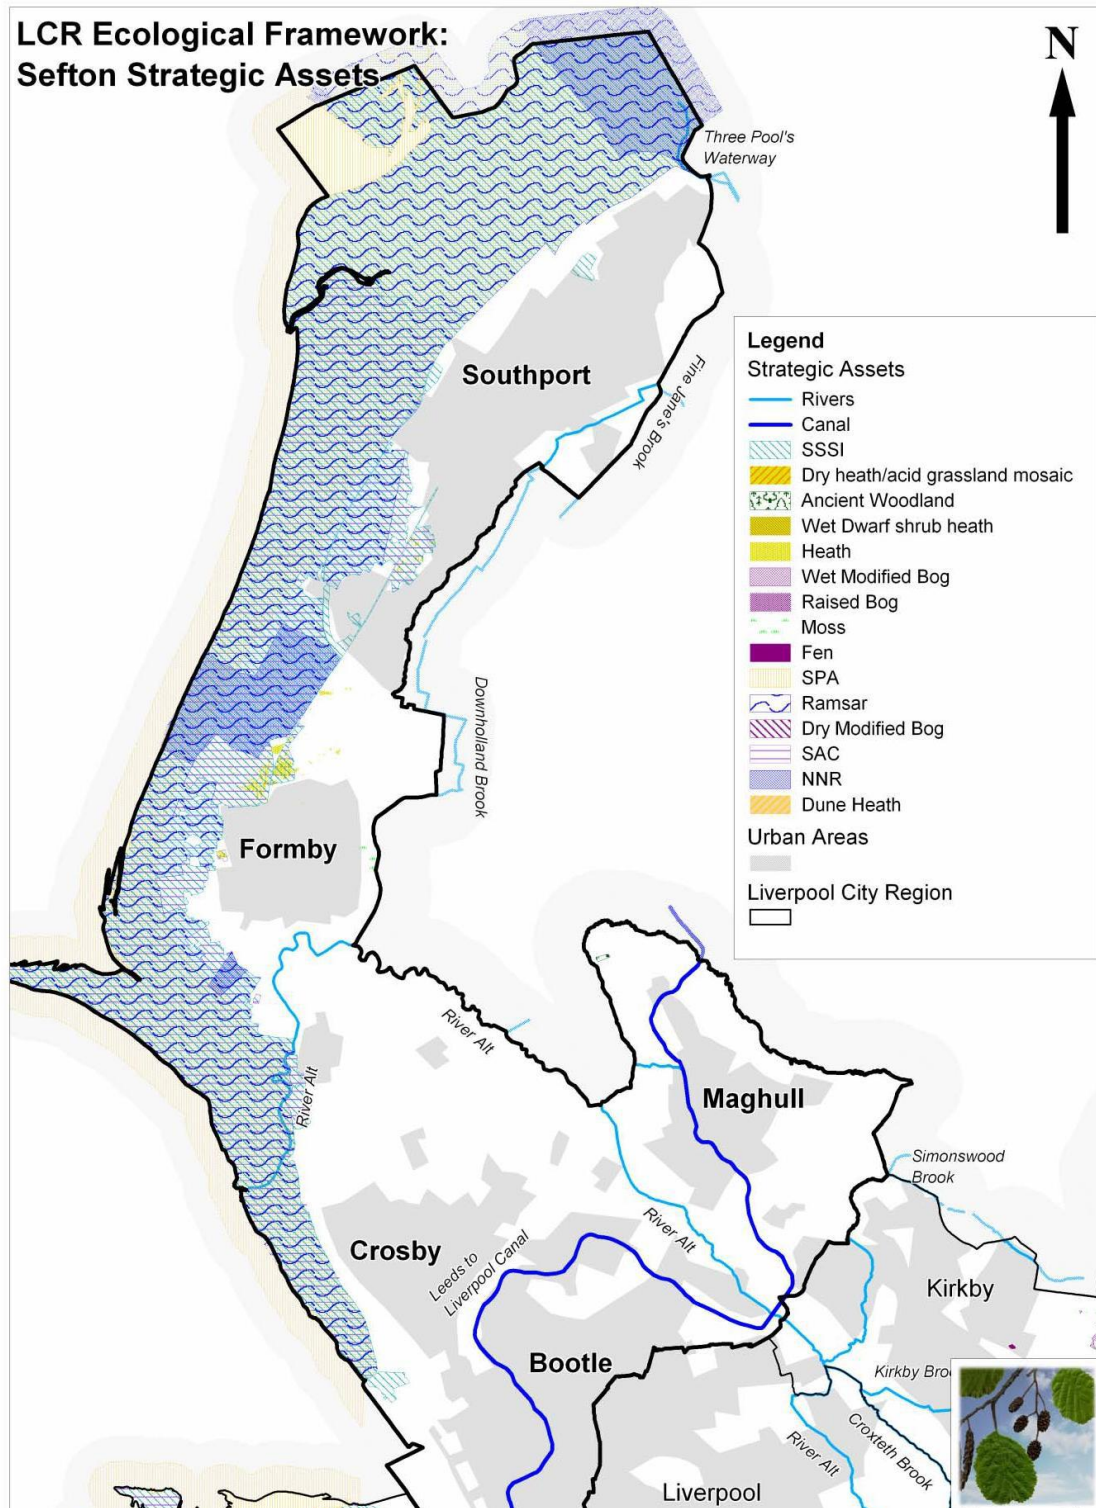 LCR Ecological Framework:
Sefton Strategic Assets
N
Three Pool's
Waterway
Southport
Fine Jane's Brook
Legend
Strategic Assets
Rivers
Canal
SSSI
Dry heath/acid grassland mosaic
Ancient Woodland
Wet Dwarf shrub heath
Heath
Wet Modified Bog
Raised Bog
Moss
Fen
SPA
Ramsar
Dry Modified Bog
SAC
NNR
Dune Heath
Urban Areas
Liverpool City Region
Downholland Brook
Formby
River Alt
River Alt
Maghull
Simonswood
Brook
River Alt
Crosby
Leeds to
Liverpool Canal
Kirkby
Bootle
Kirkby Broo
Croxteth Brook
River Alt
Liverpool